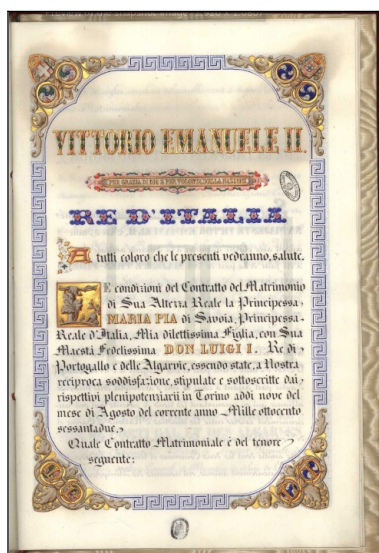 VITTORIO EMANUELE II.
PER GRAZIA DI DIO E PER VOLONTÀ DELLA NAZIONE
RE D'ITALIA
A tutti coloro che le presenti vedranno, salute.
LE condizioni del Contratto del Matrimonio
di Sua Altezza Reale la Principessa
MARIA PIA di Savoia, Principessa
Reale d'Italia, Mia dilettissima Figlia, con Sua
Maestà Fedelissima DON LUIGI I. Re di
Portogallo e delle Algarvie, essendo state, a Nostra
reciproca soddisfazione, stipulate e sottoscritte dai
rispettivi plenipotenziarii in Torino addì nove del
mese di Agosto del corrente anno Mille ottocento
sessantadue,
Quale Contratto Matrimoniale è del tenore
seguente: